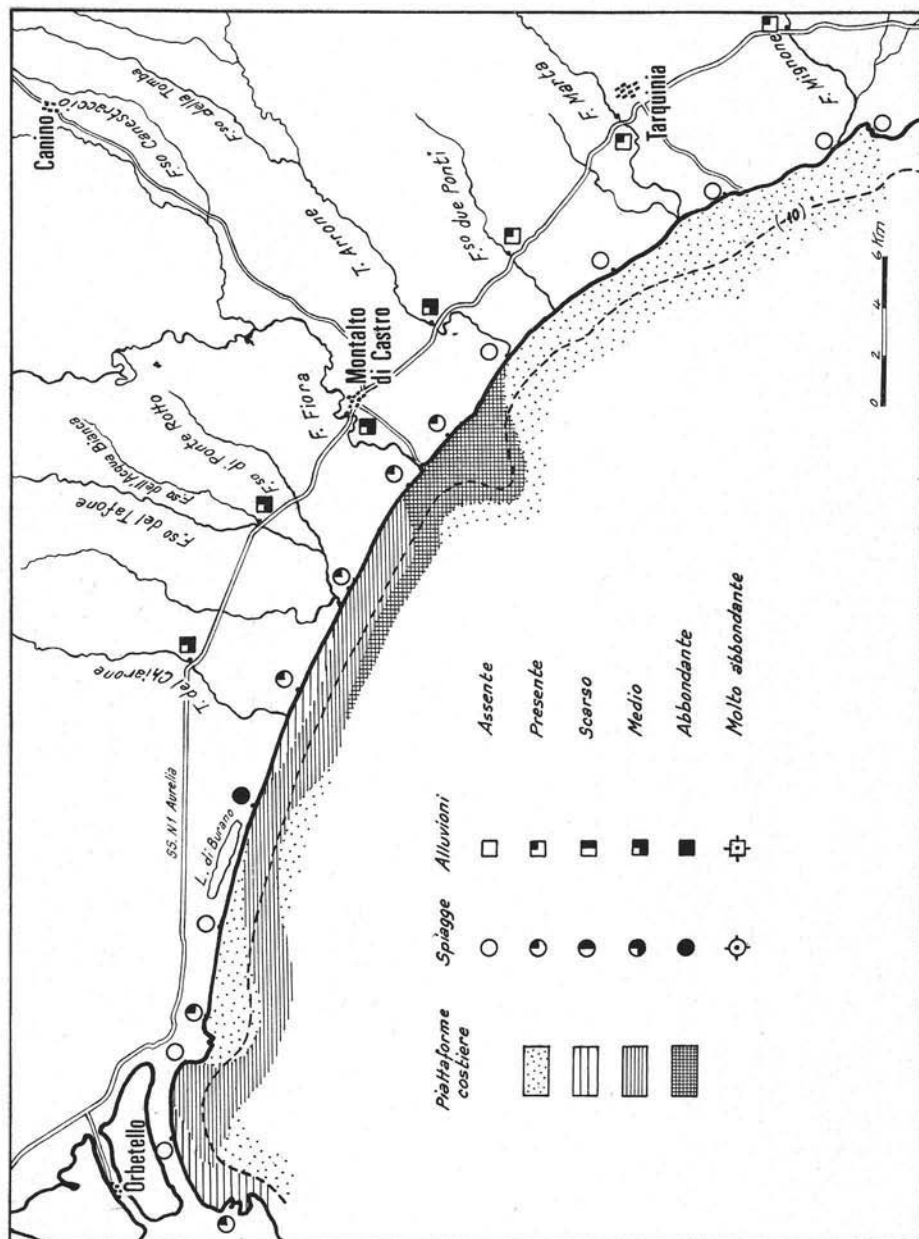 Orbetello
SS. N1 Aurelia
L. di Burano
T. del Chiarone
F.so del Tafone
F.so dell'Acqua Bianca
F.so di Ponte Rotto
F. Fiora
Montalto
di Castro
Canino
F.so Canestraccio
F.so della Tomba
T. Arrone
F.so due Ponti
F. Marta
Tarquinia
F. Mignone
(-10)
0 2 4 6 Km
Piattaforme
costiere
Spiagge
Alluvioni
Assente
Presente
Scarso
Medio
Abbondante
Molto abbondante